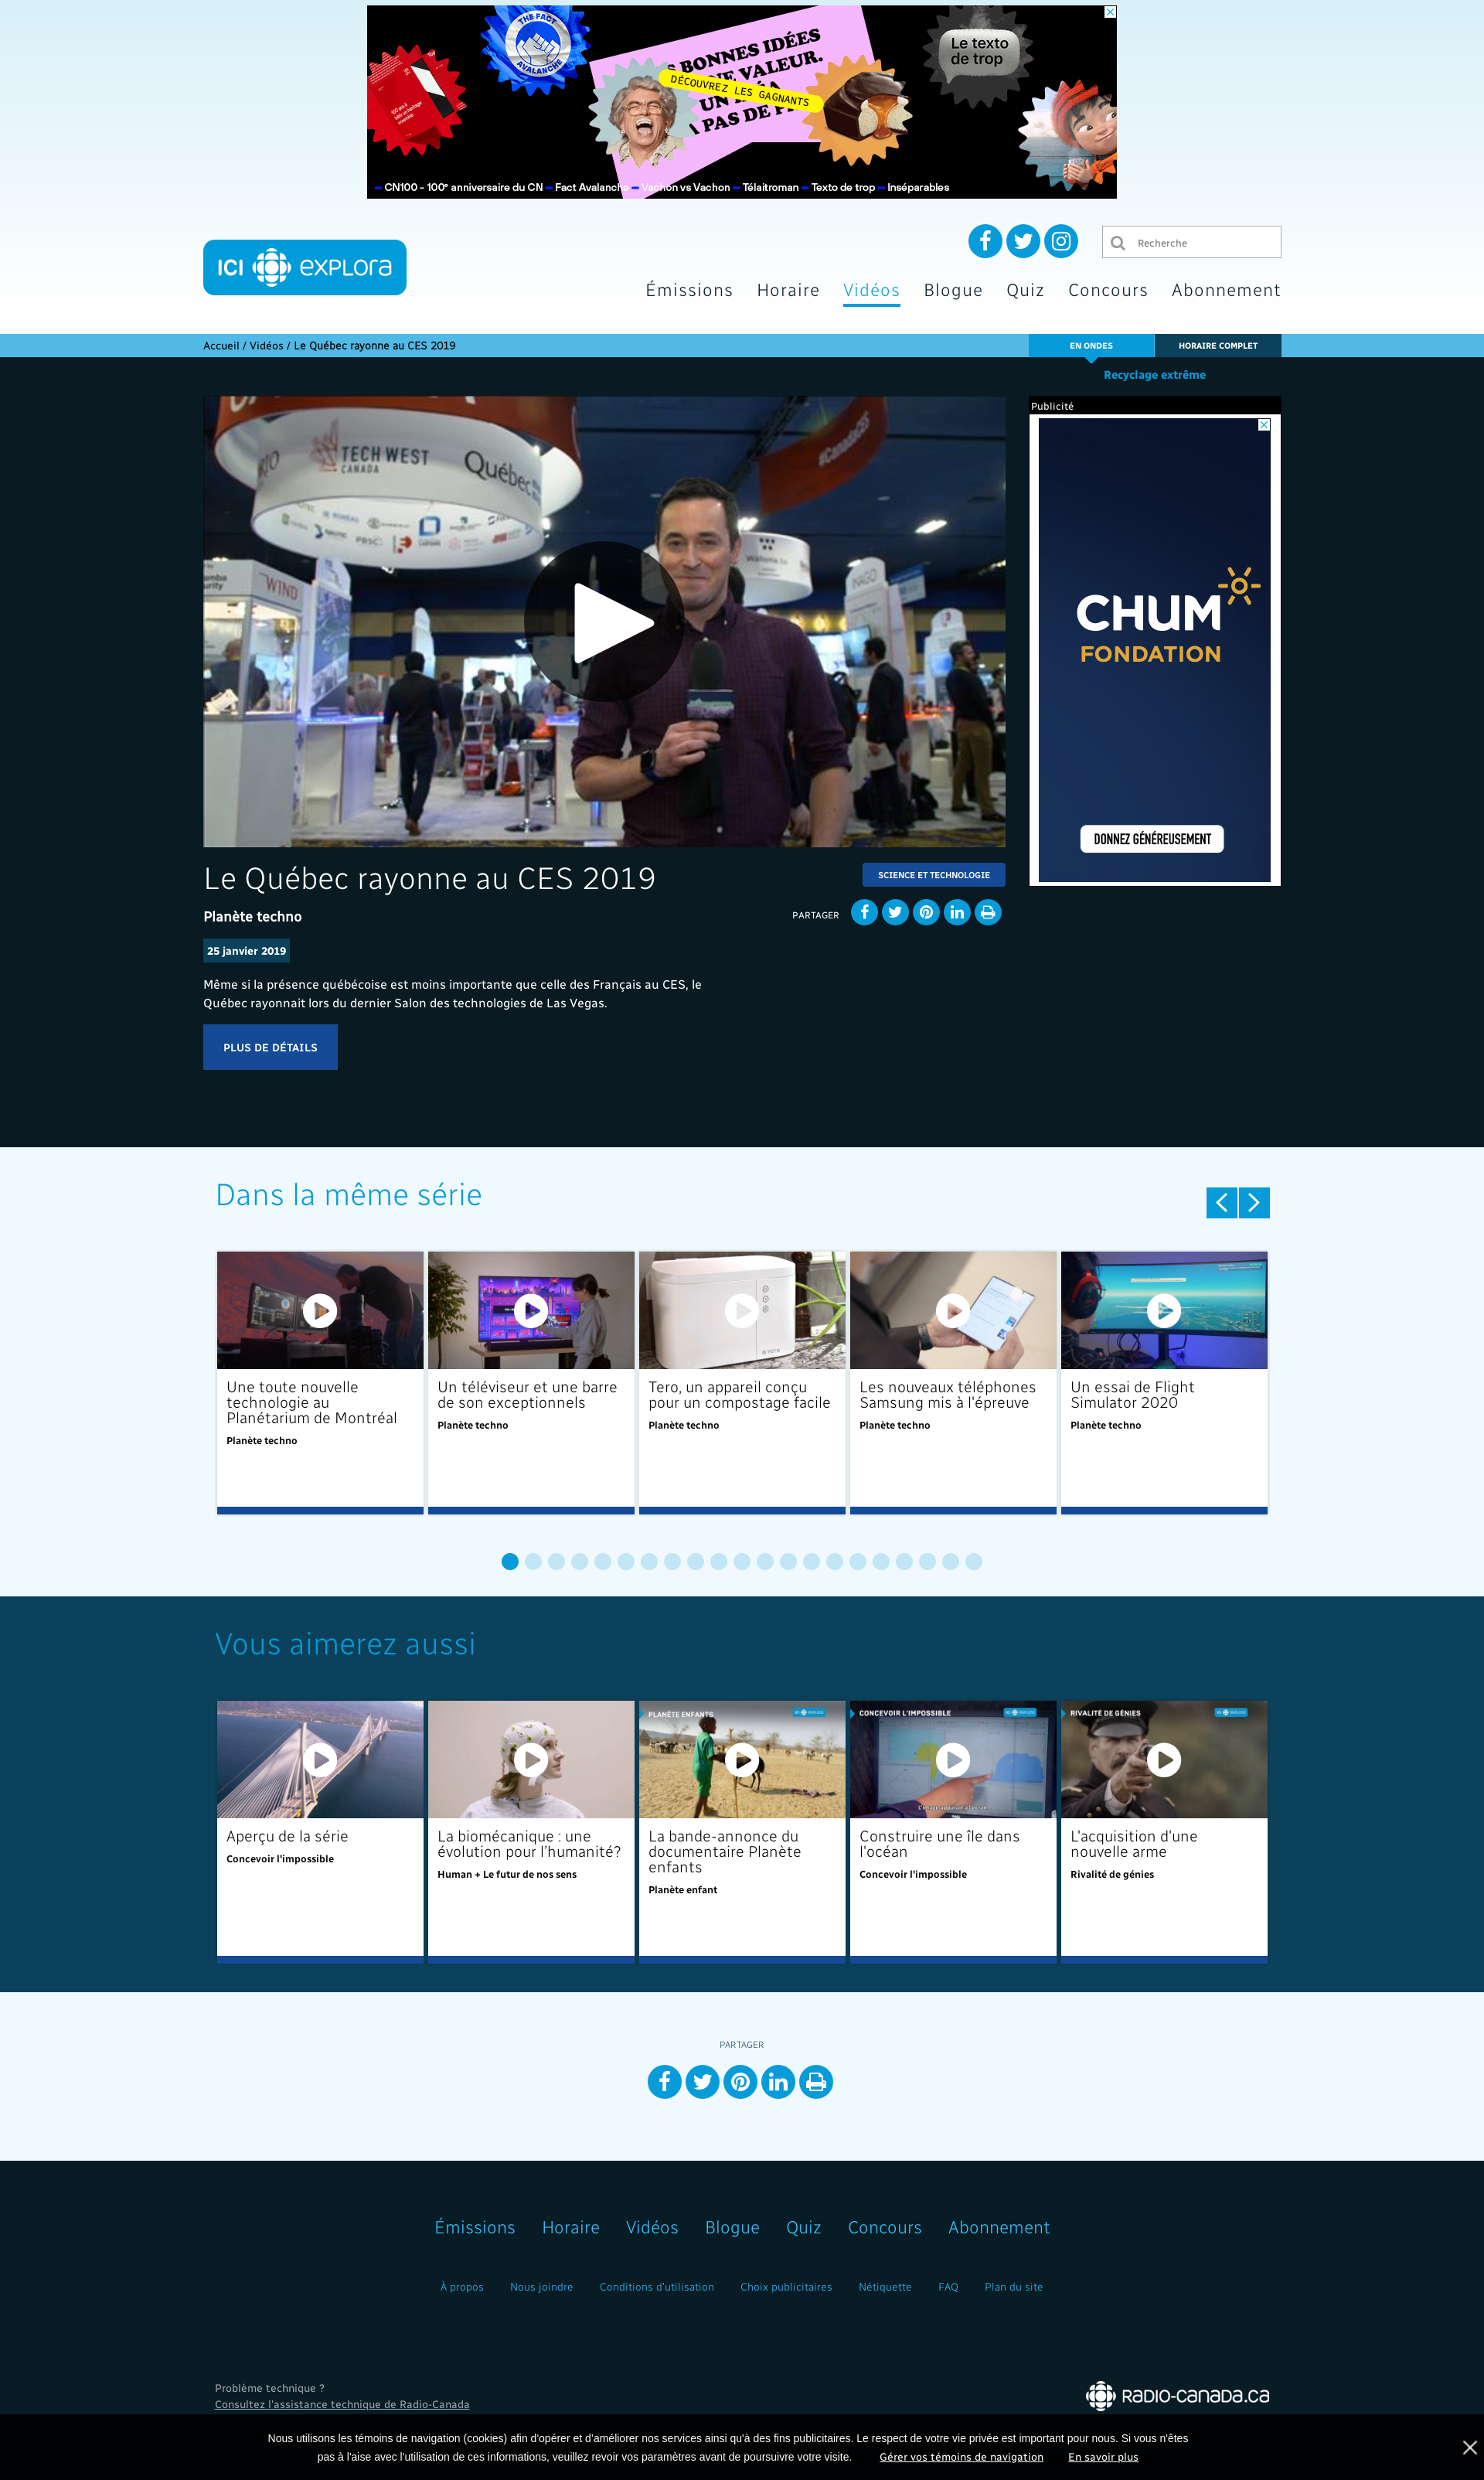 THE FACT
AVALANCHE
BONNES IDÉES
VALEUR.
UN
PAS DE
DÉCOUVREZ LES GAGNANTS
Le texto
de trop
CN100 - 100e anniversaire du CN Fact Avalanche Vachon vs Vachon Télaitroman Texto de trop Inséparables
ICI explora
Recherche
Émissions Horaire Vidéos Blogue Quiz Concours Abonnement
Accueil / Vidéos / Le Québec rayonne au CES 2019
EN ONDES
HORAIRE COMPLET
Recyclage extrême
Publicité
TECH WEST
CANADA
Québec
#CanadaCES
WIND
NAGO
Wallonia.be
CHUM
FONDATION
DONNEZ GÉNÉREUSEMENT
Le Québec rayonne au CES 2019
SCIENCE ET TECHNOLOGIE
Planète techno
PARTAGER
25 janvier 2019
Même si la présence québécoise est moins importante que celle des Français au CES, le
Québec rayonnait lors du dernier Salon des technologies de Las Vegas.
PLUS DE DÉTAILS
Dans la même série
Une toute nouvelle
technologie au
Planétarium de Montréal
Planète techno
Un téléviseur et une barre
de son exceptionnels
Planète techno
Tero, un appareil conçu
pour un compostage facile
Planète techno
Les nouveaux téléphones
Samsung mis à l'épreuve
Planète techno
Un essai de Flight
Simulator 2020
Planète techno
Vous aimerez aussi
Aperçu de la série
Concevoir l'impossible
La biomécanique : une
évolution pour l'humanité?
Human + Le futur de nos sens
PLANÈTE ENFANTS
La bande-annonce du
documentaire Planète
enfants
Planète enfant
CONCEVOIR L'IMPOSSIBLE
Construire une île dans
l'océan
Concevoir l'impossible
RIVALITÉ DE GÉNIES
L'acquisition d'une
nouvelle arme
Rivalité de génies
PARTAGER
Émissions Horaire Vidéos Blogue Quiz Concours Abonnement
À propos Nous joindre Conditions d'utilisation Choix publicitaires Nétiquette FAQ Plan du site
Problème technique ?
Consultez l'assistance technique de Radio-Canada
RADIO-CANADA.CA
Nous utilisons les témoins de navigation (cookies) afin d'opérer et d'améliorer nos services ainsi qu'à des fins publicitaires. Le respect de votre vie privée est important pour nous. Si vous n'êtes
pas à l'aise avec l'utilisation de ces informations, veuillez revoir vos paramètres avant de poursuivre votre visite. Gérer vos témoins de navigation En savoir plus